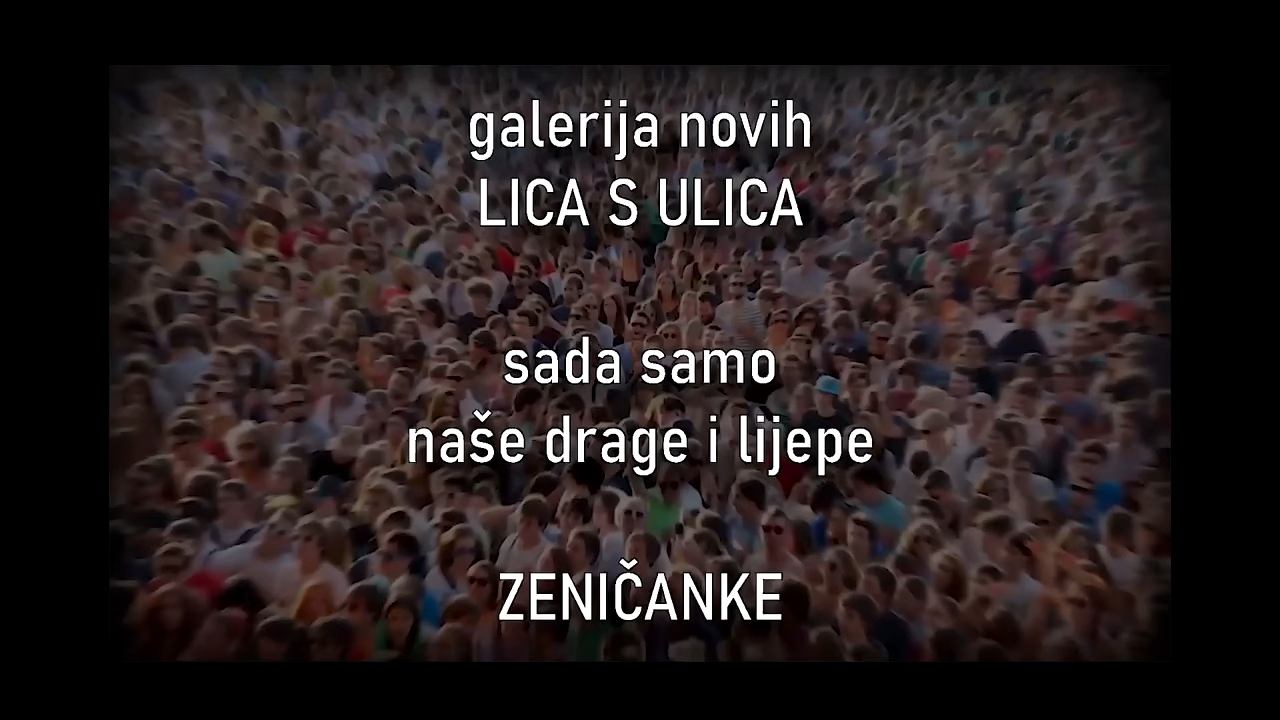 galerija novih
LICA S ULICA
sada samo
naše drage i lijepe
ZENIČANKE